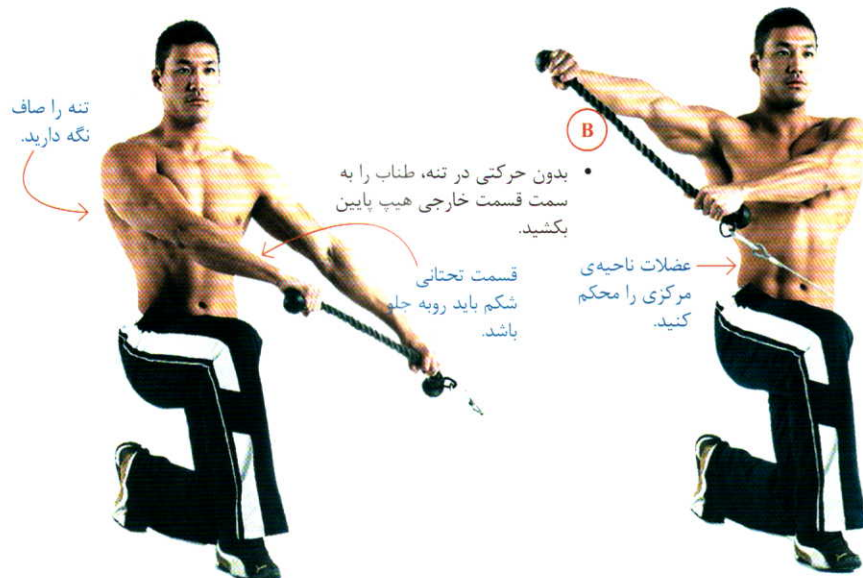 تنه را صاف
نگه دارید.
B
• بدون حرکتی در تنه، طناب را به
سمت قسمت خارجی هیپ پایین
بکشید.
قسمت تحتانی
شکم باید روبه جلو
باشد.
عضلات ناحیه‌ی
مرکزی را محکم
کنید.